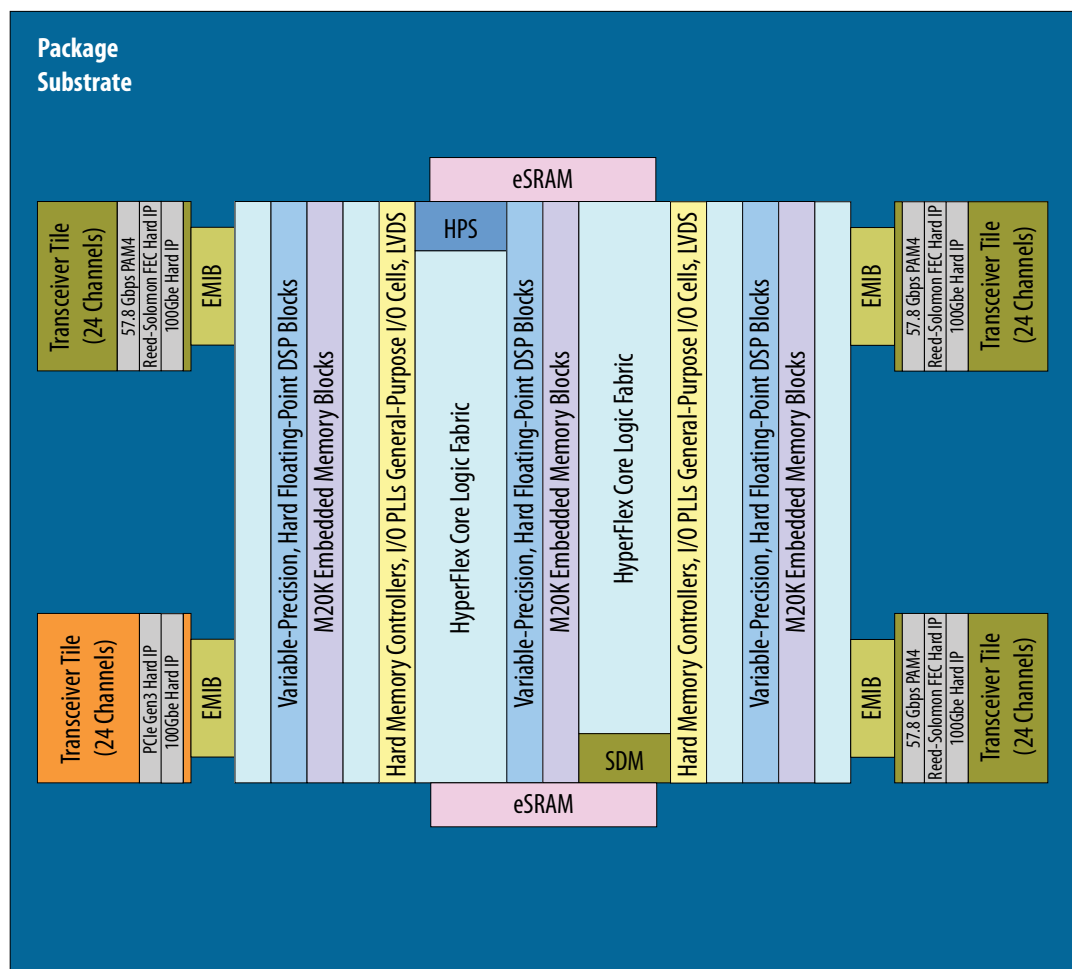 Package
Substrate
eSRAM
Transceiver Tile
(24 Channels)
57.8 Gbps PAM4
Reed-Solomon FEC Hard IP
100Gbe Hard IP
EMIB
Transceiver Tile
(24 Channels)
PCIe Gen3 Hard IP
100Gbe Hard IP
EMIB
Variable-Precision, Hard Floating-Point DSP Blocks
M20K Embedded Memory Blocks
Hard Memory Controllers, I/O PLLs General-Purpose I/O Cells, LVDS
HPS
HyperFlex Core Logic Fabric
Variable-Precision, Hard Floating-Point DSP Blocks
M20K Embedded Memory Blocks
HyperFlex Core Logic Fabric
SDM
Hard Memory Controllers, I/O PLLs General-Purpose I/O Cells, LVDS
Variable-Precision, Hard Floating-Point DSP Blocks
M20K Embedded Memory Blocks
EMIB
57.8 Gbps PAM4
Reed-Solomon FEC Hard IP
100Gbe Hard IP
Transceiver Tile
(24 Channels)
EMIB
57.8 Gbps PAM4
Reed-Solomon FEC Hard IP
100Gbe Hard IP
Transceiver Tile
(24 Channels)
eSRAM